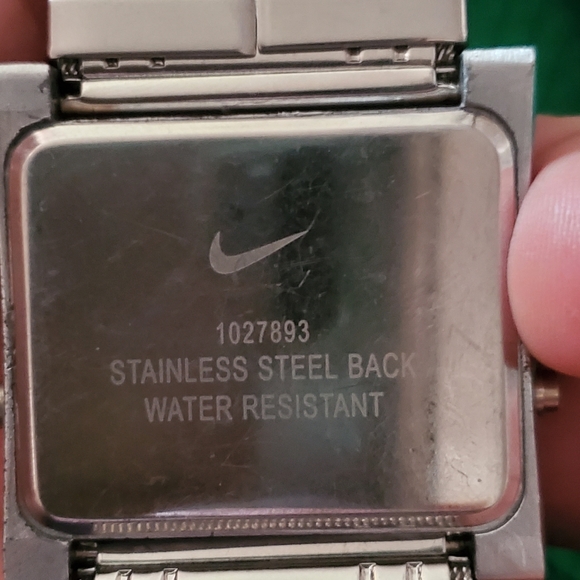 1027893
STAINLESS STEEL BACK
WATER RESISTANT